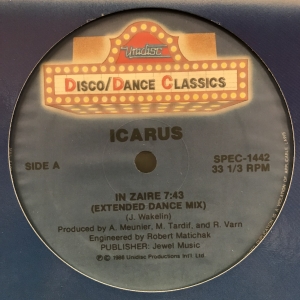 Unidisc
DISCO/DANCE CLASSICS
ICARUS
SIDE A
SPEC-1442
33 1/3 RPM
IN ZAIRE 7:43
(EXTENDED DANCE MIX)
(J. Wakelin)
Produced by A. Meunier, M. Tardif, and R. Varn
Engineered by Robert Matichak
PUBLISHER: Jewel Music
Unidisc Productions Int'l Ltd.